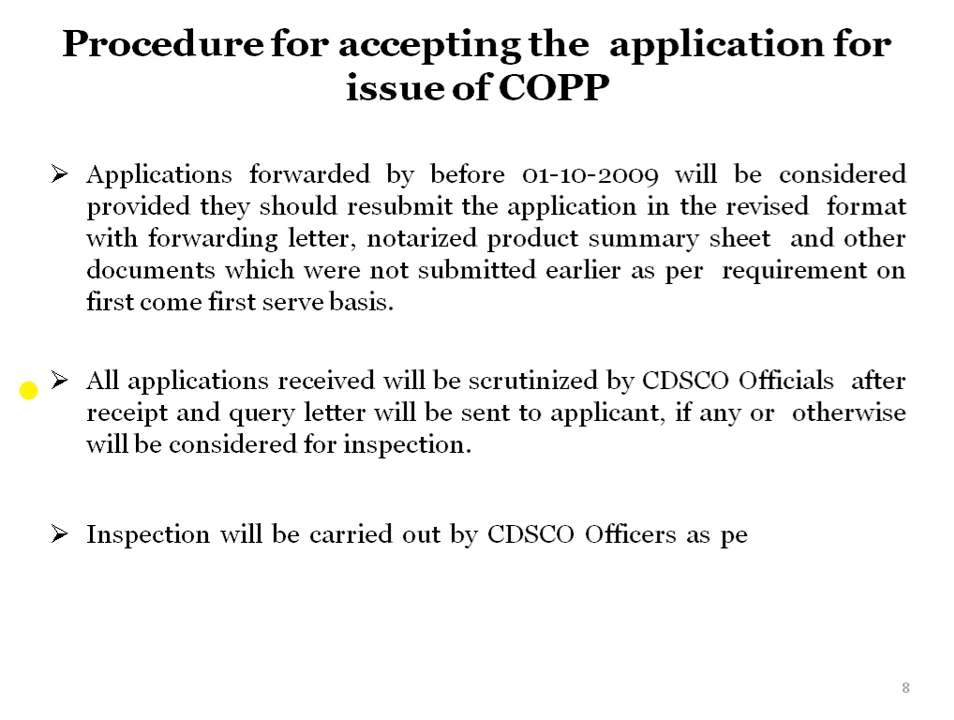 Procedure for accepting the application for
issue of COPP
Applications forwarded by before 01-10-2009 will be considered
provided they should resubmit the application in the revised format
with forwarding letter, notarized product summary sheet and other
documents which were not submitted earlier as per requirement on
first come first serve basis.
All applications received will be scrutinized by CDSCO Officials after
receipt and query letter will be sent to applicant, if any or otherwise
will be considered for inspection.
Inspection will be carried out by CDSCO Officers as pe
8